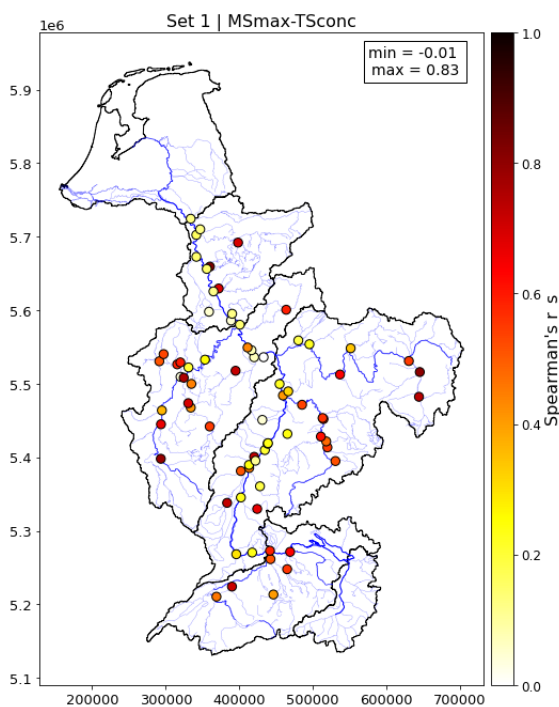 Set 1 | MSmax-TSconc
1e6
min = -0.01
max = 0.83
5.9
5.8
5.7
5.6
5.5
5.4
5.3
5.2
5.1
200000 300000 400000 500000 600000 700000
1.0
0.8
0.6
0.4
0.2
0.0
Spearman's r_s